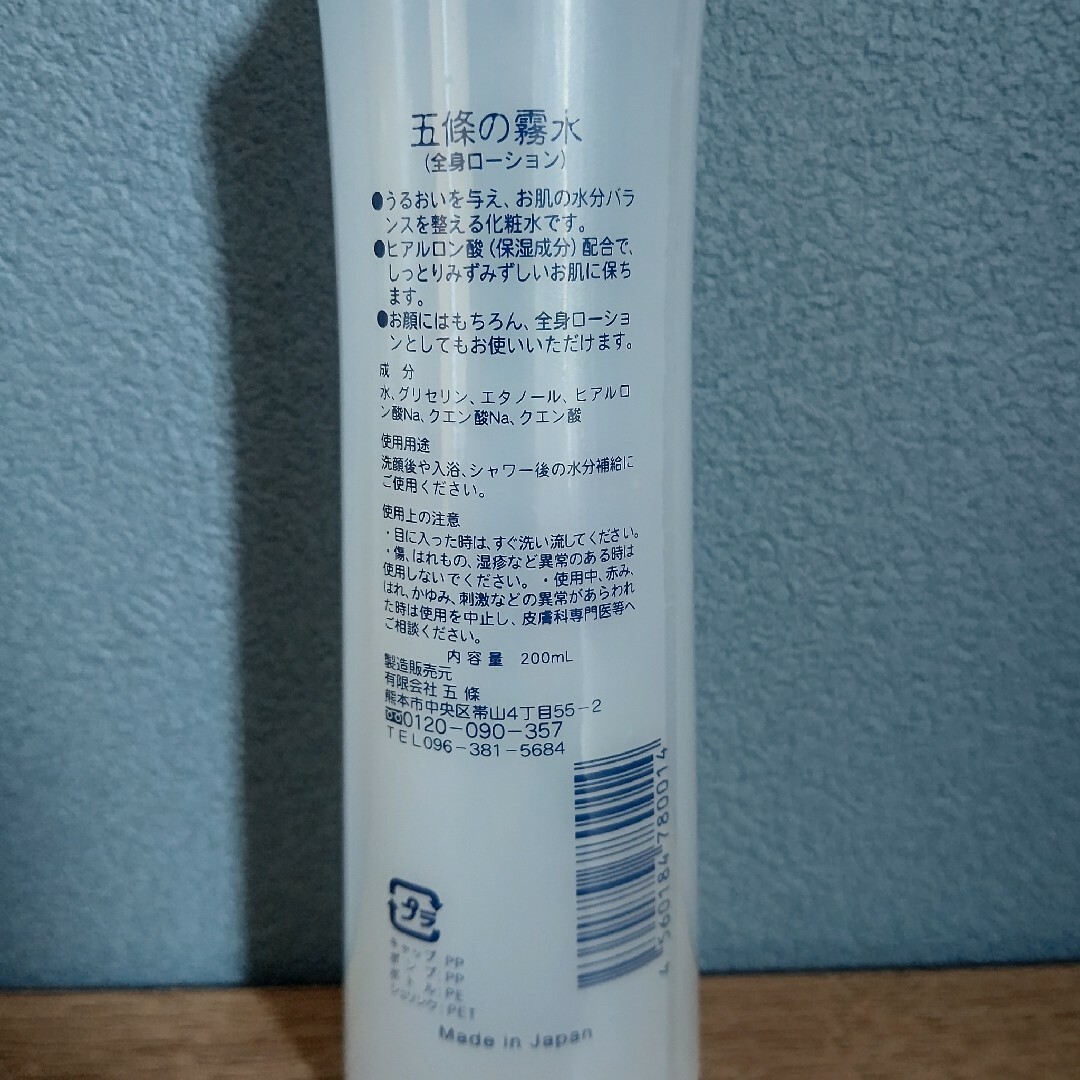 五條の霧水
(全身ローション)
●うるおいを与え、お肌の水分バラ
ンスを整える化粧水です。
●ヒアルロン酸(保湿成分)配合で、
しっとりみずみずしいお肌に保ち
ます。
●お顔にはもちろん、全身ローショ
ンとしてもお使いいただけます。
成 分
水、グリセリン、エタノール、ヒアルロ
ン酸Na、クエン酸Na、クエン酸
使用用途
洗顔後や入浴、シャワー後の水分補給に
ご使用ください。
使用上の注意
・目に入った時は、すぐ洗い流してください。
・傷、はれもの、湿疹など異常のある時は
使用しないでください。・使用中、赤み、
はれ、かゆみ、刺激などの異常があらわれ
た時は使用を中止し、皮膚科専門医等へ
ご相談ください。
内容量 200mL
製造販売元
有限会社 五條
熊本市中央区帯山4丁目55-2
0120-090-357
TEL096-381-5684
4560184780014
プラ
キャップ:PP
ポンプ:PP
ボトル:PE
シュリンク:PET
Made in Japan